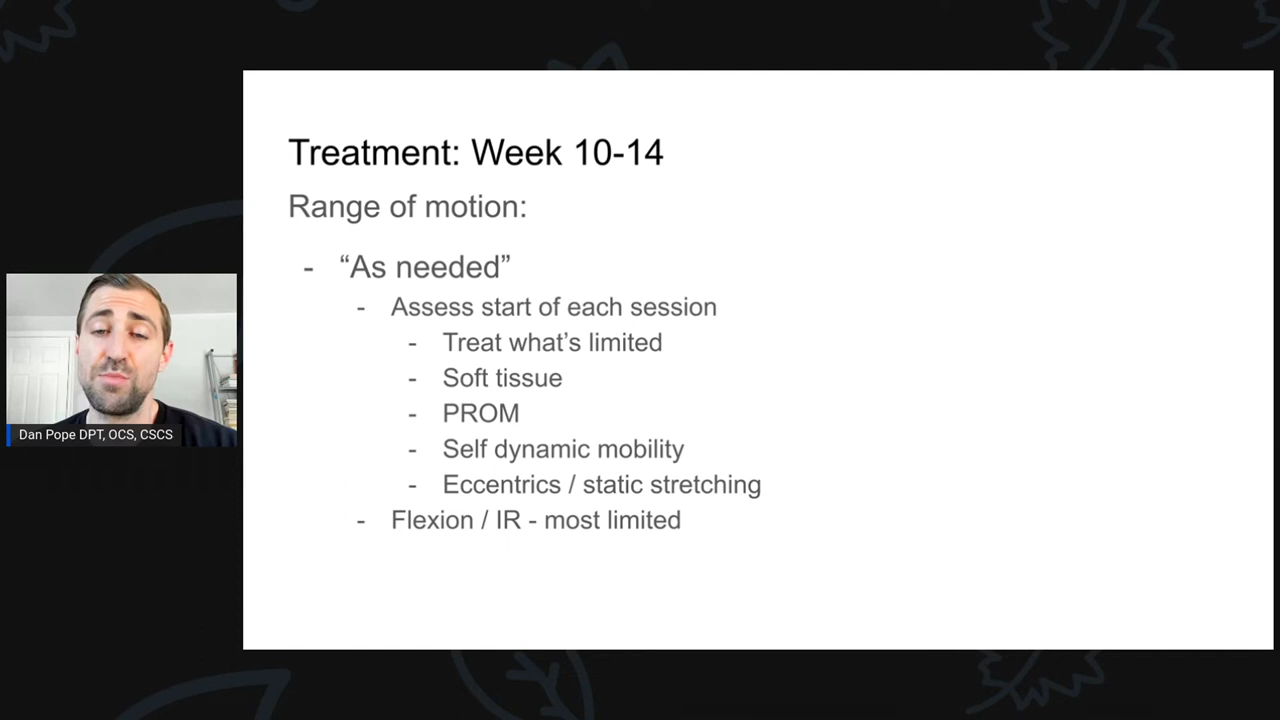 Treatment: Week 10-14
Range of motion:
- “As needed”
- Assess start of each session
- Treat what’s limited
- Soft tissue
- PROM
- Self dynamic mobility
- Eccentrics / static stretching
- Flexion / IR - most limited
Dan Pope DPT, OCS, CSCS